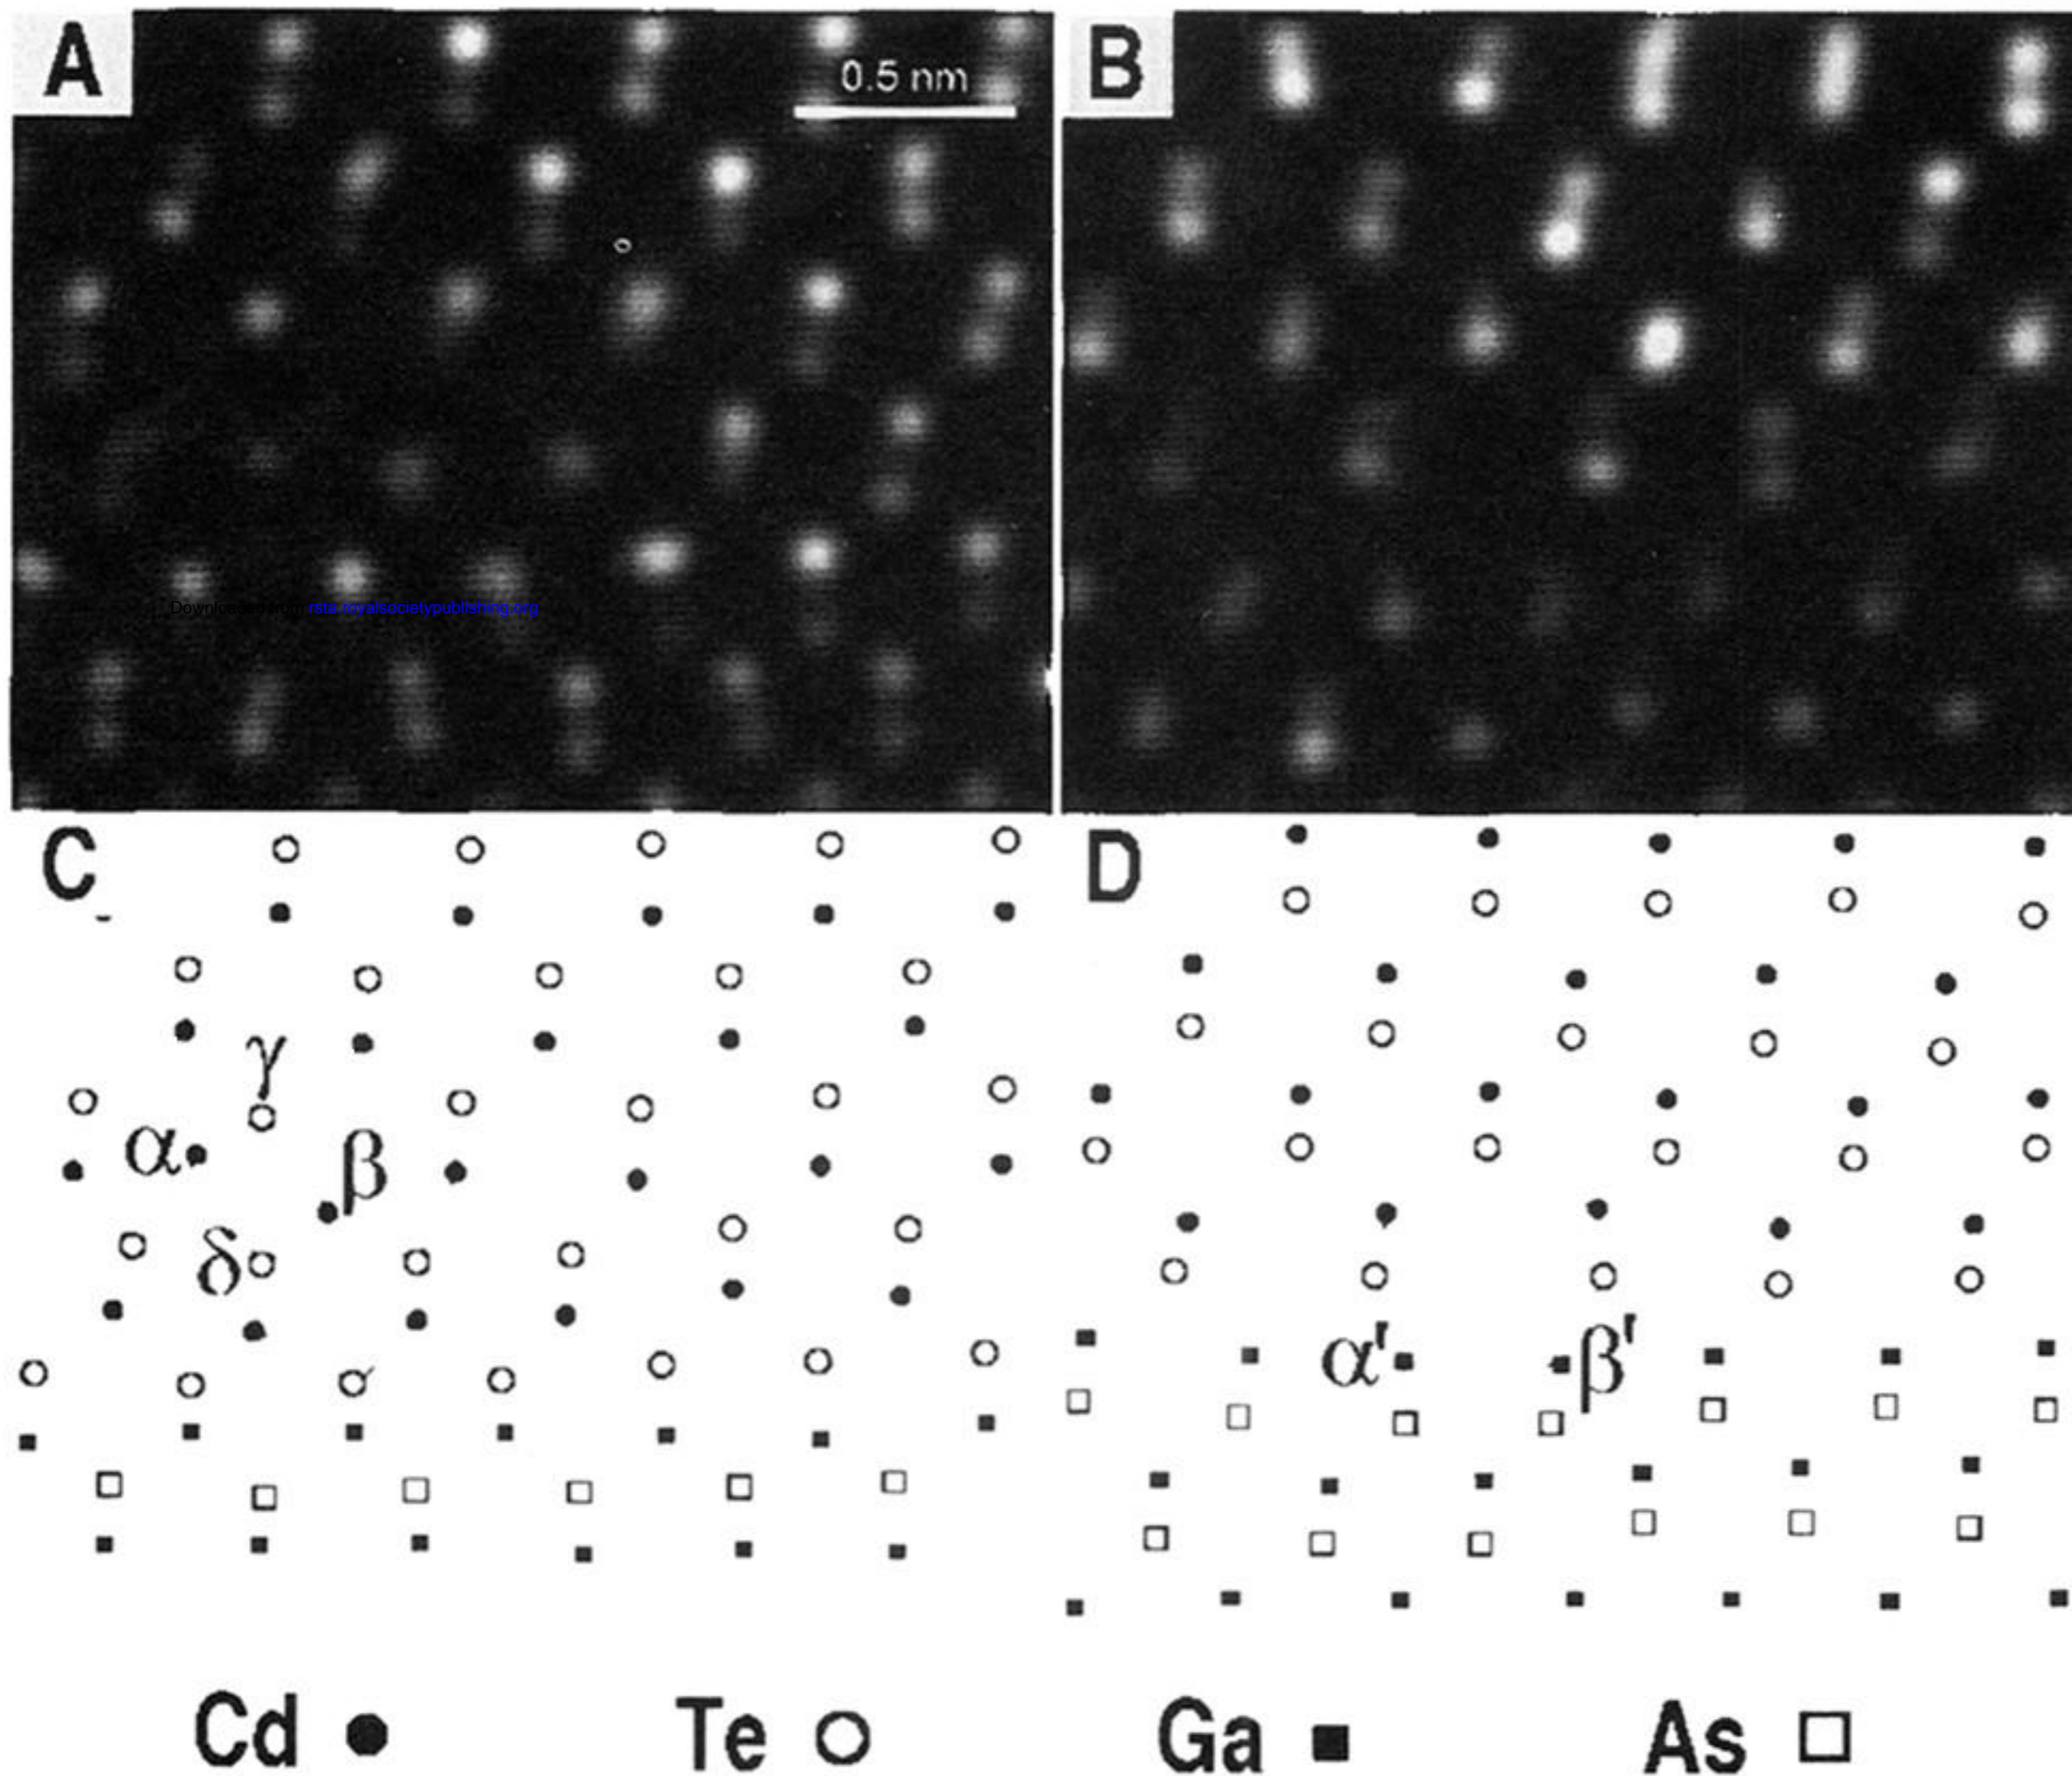 A
B
0.5 nm
Downloaded from rsta.royalsocietypublishing.org
C
D
γ
α
β
δ
α'
β'
Cd
Te
Ga
As